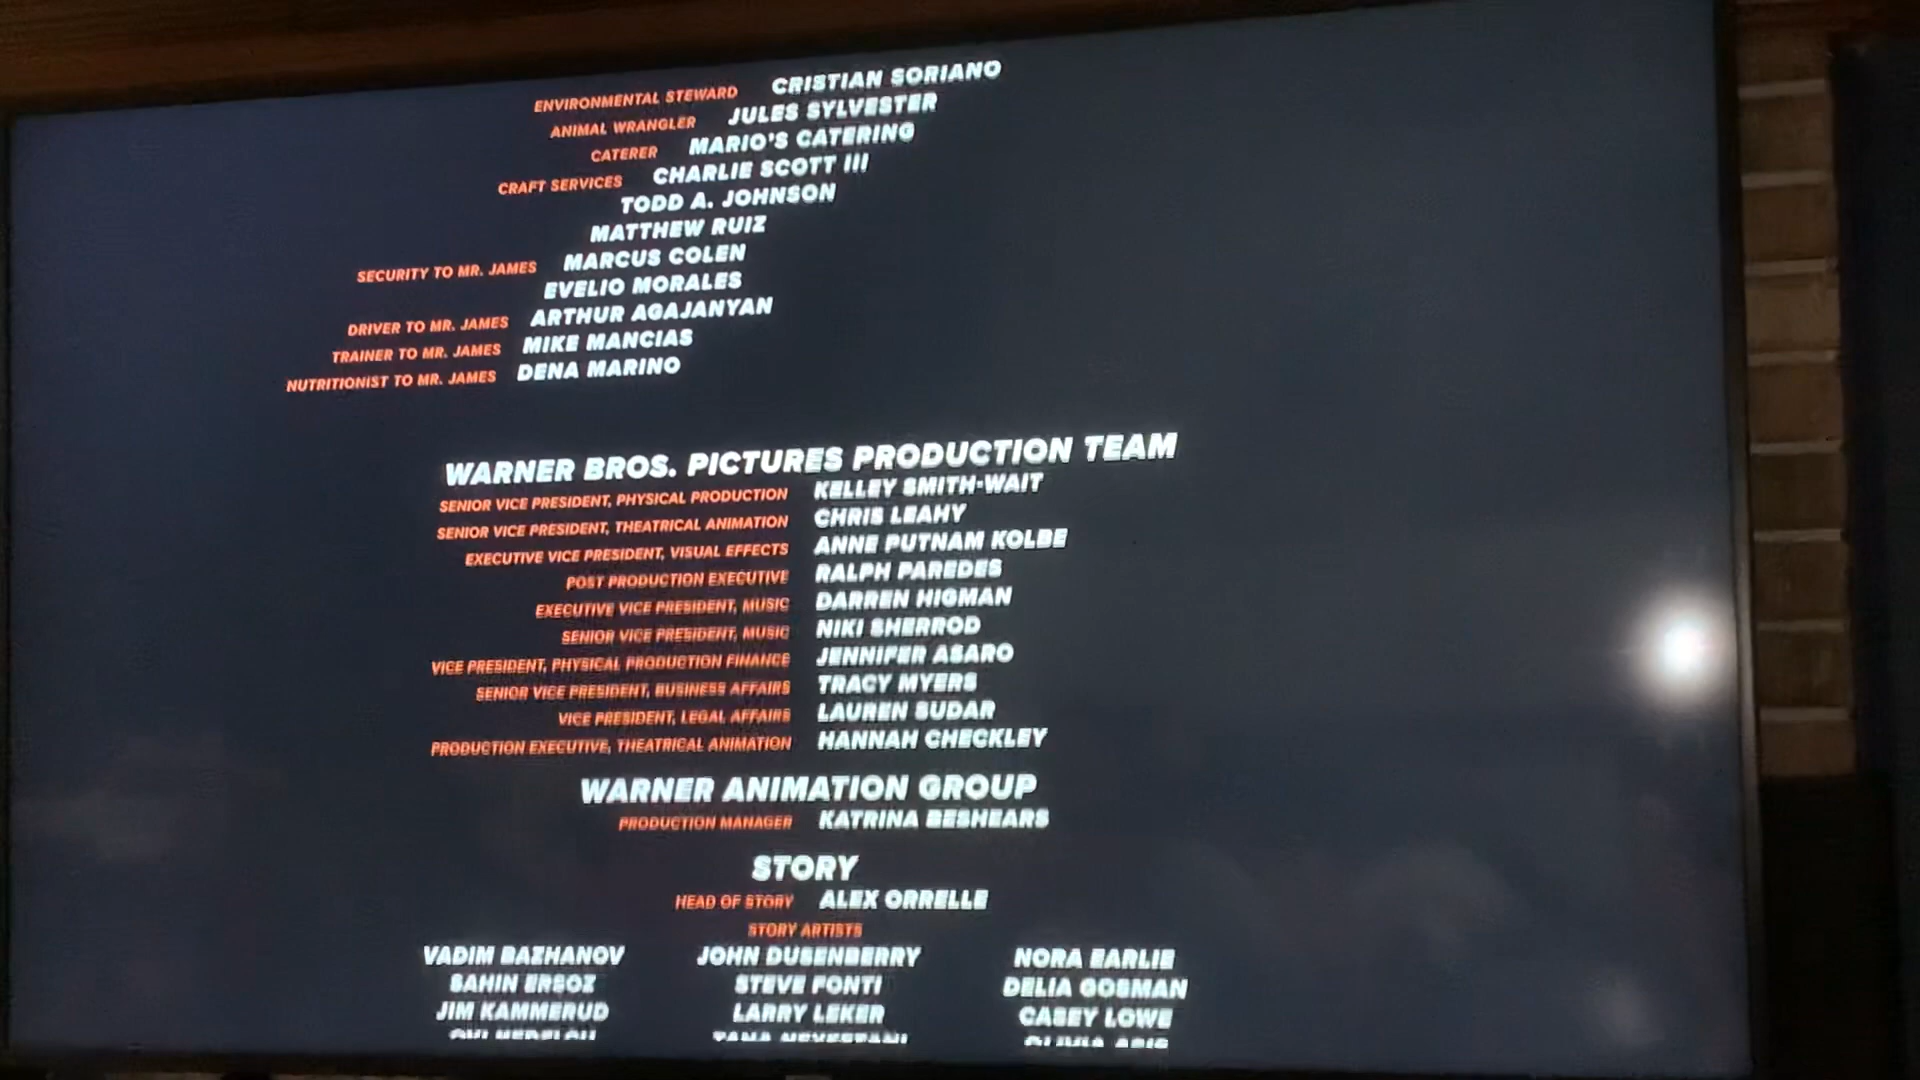 ENVIRONMENTAL STEWARD CRISTIAN SORIANO
ANIMAL WRANGLER JULES SYLVESTER
CATERER MARIO'S CATERING
CRAFT SERVICES CHARLIE SCOTT III
TODD A. JOHNSON
MATTHEW RUIZ
SECURITY TO MR. JAMES MARCUS COLEN
EVELIO MORALES
DRIVER TO MR. JAMES ARTHUR AGAJANYAN
TRAINER TO MR. JAMES MIKE MANCIAS
NUTRITIONIST TO MR. JAMES DENA MARINO
WARNER BROS. PICTURES PRODUCTION TEAM
SENIOR VICE PRESIDENT, PHYSICAL PRODUCTION KELLEY SMITH-WAIT
SENIOR VICE PRESIDENT, THEATRICAL ANIMATION CHRIS LEAHY
EXECUTIVE VICE PRESIDENT, VISUAL EFFECTS ANNE PUTNAM KOLBE
POST PRODUCTION EXECUTIVE RALPH PAREDES
EXECUTIVE VICE PRESIDENT, MUSIC DARREN HIGMAN
SENIOR VICE PRESIDENT, MUSIC NIKI SHERROD
VICE PRESIDENT, PHYSICAL PRODUCTION FINANCE JENNIFER ASARO
SENIOR VICE PRESIDENT, BUSINESS AFFAIRS TRACY MYERS
VICE PRESIDENT, LEGAL AFFAIRS LAUREN SUDAR
PRODUCTION EXECUTIVE, THEATRICAL ANIMATION HANNAH CHECKLEY
WARNER ANIMATION GROUP
PRODUCTION MANAGER KATRINA BESHEARS
STORY
HEAD OF STORY ALEX ORRELLE
STORY ARTISTS
VADIM BAZHANOV JOHN DUSENBERRY NORA EARLIE
SAHIN ERSOZ STEVE FONTI DELIA GOSMAN
JIM KAMMERUD LARRY LEKER CASEY LOWE